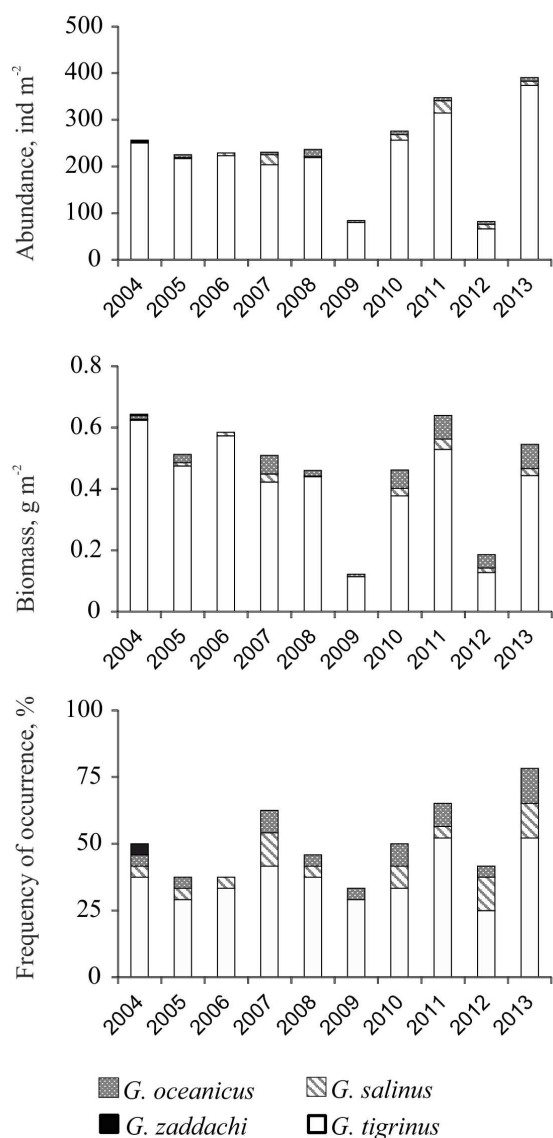 Abundance, ind m⁻²
500
400
300
200
100
0
2004 2005 2006 2007 2008 2009 2010 2011 2012 2013
Biomass, g m⁻²
0.8
0.6
0.4
0.2
0
2004 2005 2006 2007 2008 2009 2010 2011 2012 2013
Frequency of occurrence, %
100
75
50
25
0
2004 2005 2006 2007 2008 2009 2010 2011 2012 2013
G. oceanicus G. salinus
G. zaddachi G. tigrinus